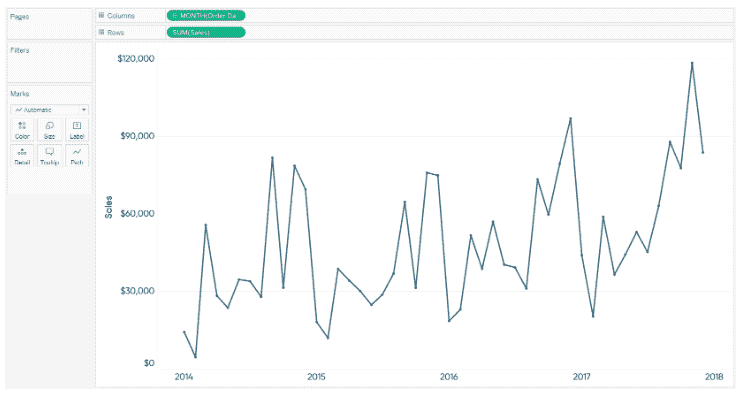 Pages
Columns
MONTH(Order Da
Rows
SUM(Sales)
Filters
Marks
Automatic
Color
Size
Label
Detail
Tooltip
Path
Sales
$120,000
$90,000
$60,000
$30,000
$0
2014
2015
2016
2017
2018